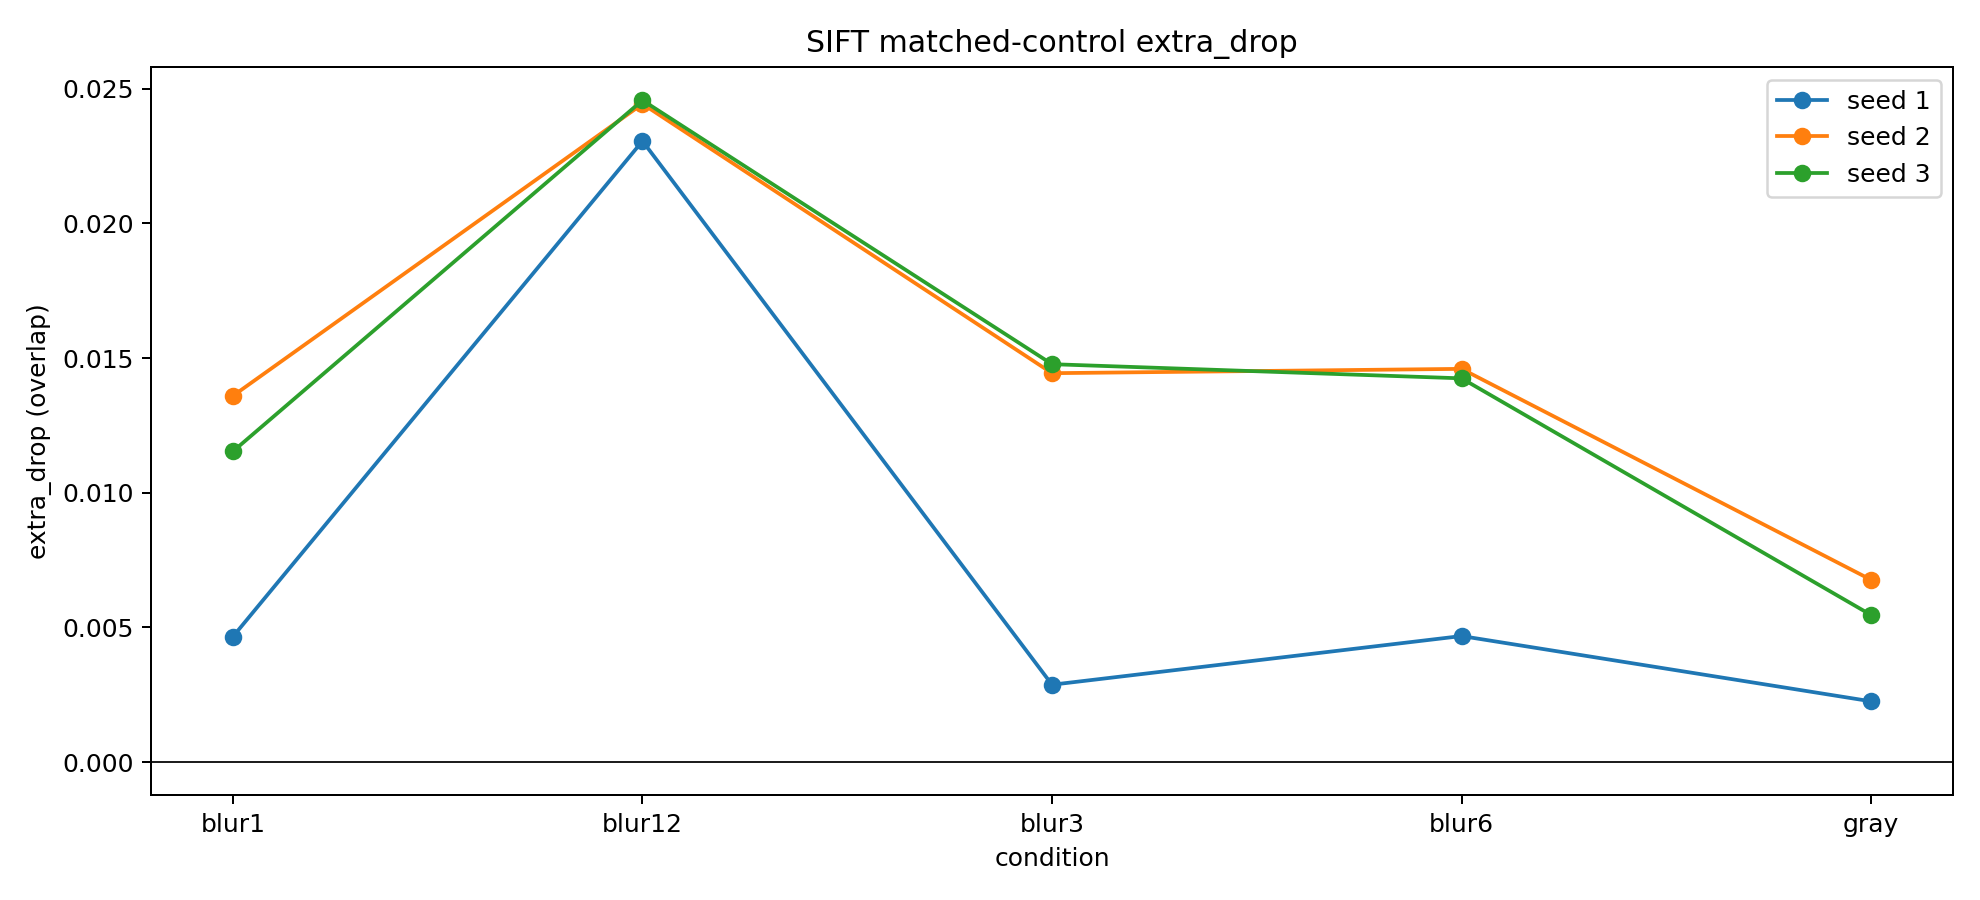 SIFT matched-control extra_drop
seed 1
seed 2
seed 3
extra_drop (overlap)
0.025
0.020
0.015
0.010
0.005
0.000
blur1
blur12
blur3
blur6
gray
condition